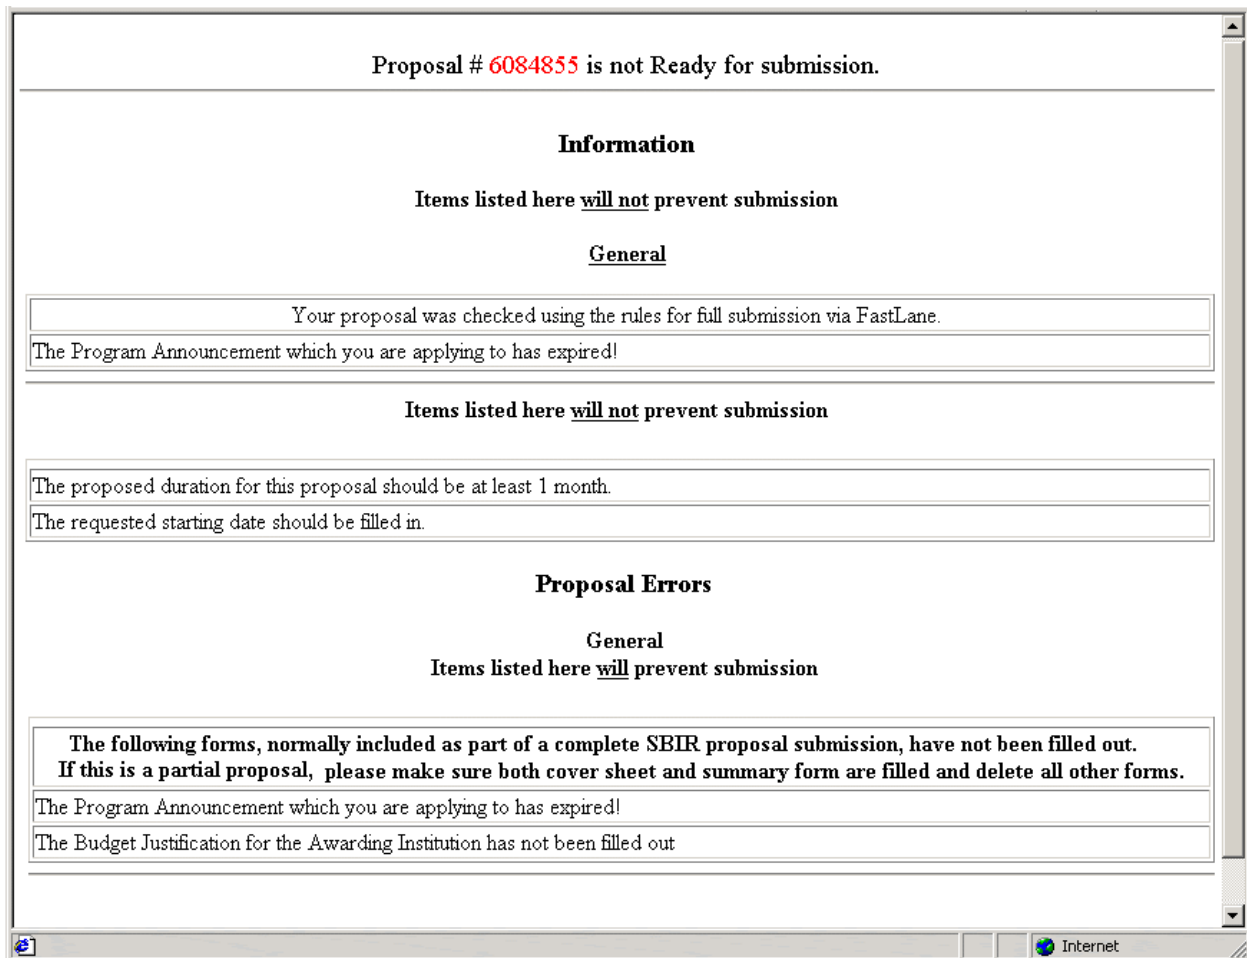 Proposal # 6084855 is not Ready for submission.
Information
Items listed here will not prevent submission
General
Your proposal was checked using the rules for full submission via FastLane.
The Program Announcement which you are applying to has expired!
Items listed here will not prevent submission
The proposed duration for this proposal should be at least 1 month.
The requested starting date should be filled in.
Proposal Errors
General
Items listed here will prevent submission
The following forms, normally included as part of a complete SBIR proposal submission, have not been filled out.
If this is a partial proposal, please make sure both cover sheet and summary form are filled and delete all other forms.
The Program Announcement which you are applying to has expired!
The Budget Justification for the Awarding Institution has not been filled out
Internet